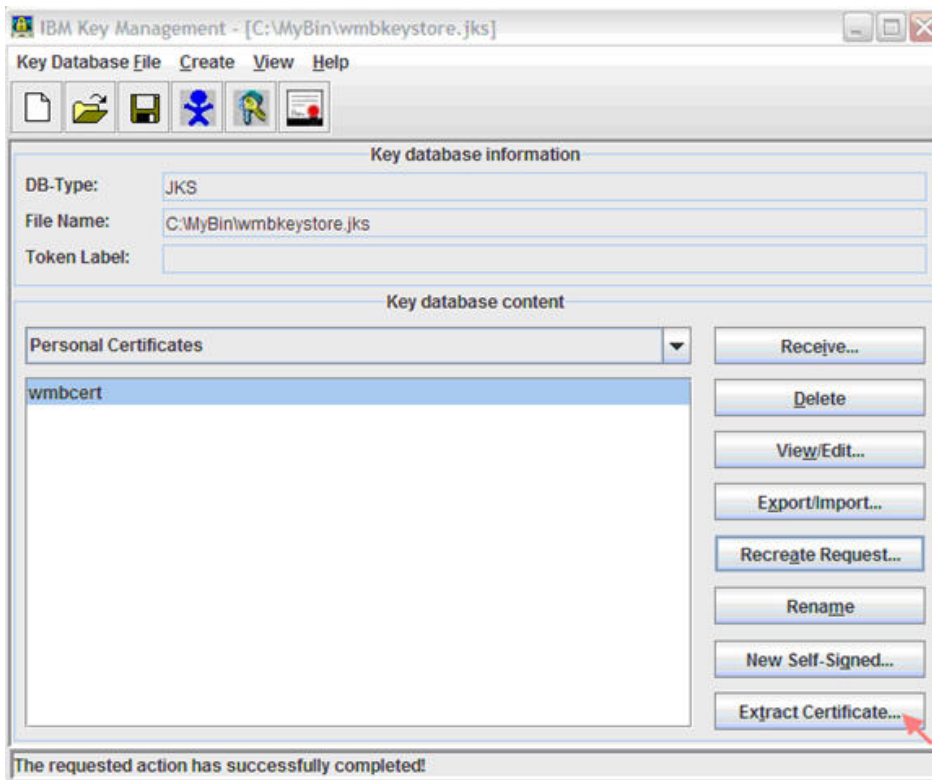 IBM Key Management - [C:\MyBin\wmbkeystore.jks]
Key Database File Create View Help
Key database information
DB-Type: JKS
File Name: C:\MyBin\wmbkeystore.jks
Token Label:
Key database content
Personal Certificates
Receive...
wmbcert
Delete
View/Edit...
Export/Import...
Recreate Request...
Rename
New Self-Signed...
Extract Certificate...
The requested action has successfully completed!